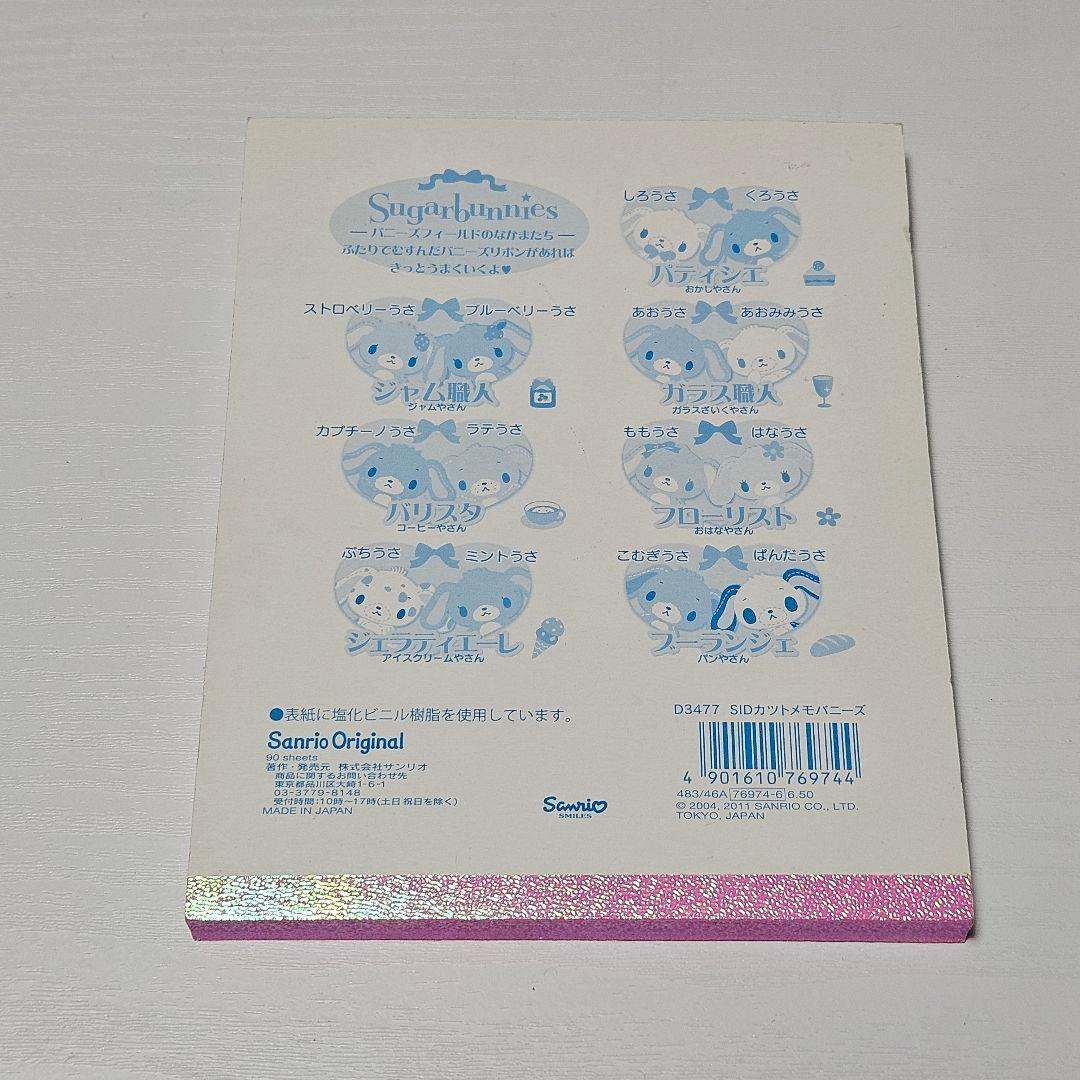 Sugarbunnies
バニーズフィールドのなかまたち
ふたりでむすんだバニーズリボンがあれば
きっとうまくいくよ♥
しろうさ くろうさ
パティシエ
おかしやさん
ストロベリーうさ ブルーベリーうさ
ジャム職人
ジャムやさん
あおうさ あおみみうさ
ガラス職人
ガラスざいくやさん
カプチーノうさ ラテうさ
バリスタ
コーヒーやさん
ももうさ はなうさ
フローリスト
おはなやさん
ぶちうさ ミントうさ
ジェラティエーレ
アイスクリームやさん
こむぎうさ ぱんだうさ
ブーランジェ
パンやさん
●表紙に塩化ビニル樹脂を使用しています。
Sanrio Original
90 sheets
著作・発売元 株式会社サンリオ
商品に関するお問い合わせ先
東京都品川区大崎1-6-1
03-3779-8148
受付時間:10時〜17時(土日祝日を除く)
MADE IN JAPAN
Sanrio
SMILES
D3477 SIDカツトメモバニーズ
4 901610 769744
483/46A 76974-6 6.50
© 2004, 2011 SANRIO CO., LTD.
TOKYO, JAPAN